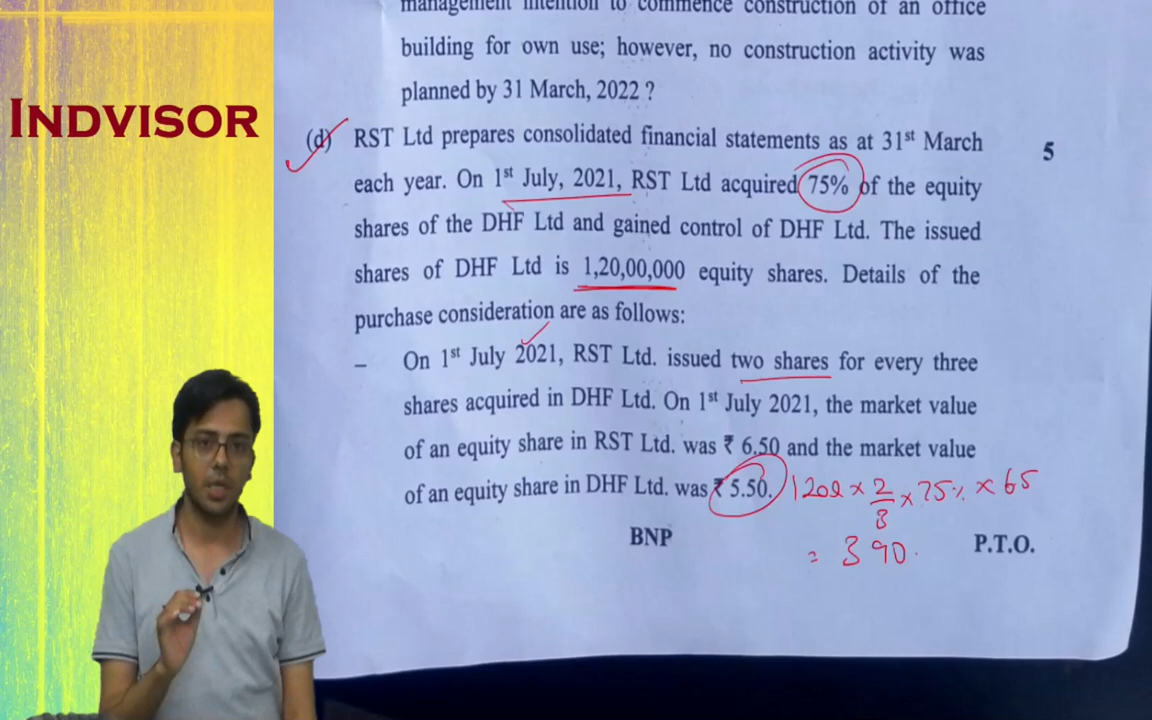 management intention to commence construction of an office
building for own use; however, no construction activity was
planned by 31 March, 2022 ?
INDVISOR
(d) RST Ltd prepares consolidated financial statements as at 31st March 5
each year. On 1st July, 2021, RST Ltd acquired 75% of the equity
shares of the DHF Ltd and gained control of DHF Ltd. The issued
shares of DHF Ltd is 1,20,00,000 equity shares. Details of the
purchase consideration are as follows:
– On 1st July 2021, RST Ltd. issued two shares for every three
shares acquired in DHF Ltd. On 1st July 2021, the market value
of an equity share in RST Ltd. was ₹ 6.50 and the market value
of an equity share in DHF Ltd. was ₹ 5.50. 120l × 2/3 × 75% × 65
= 390.
BNP P.T.O.